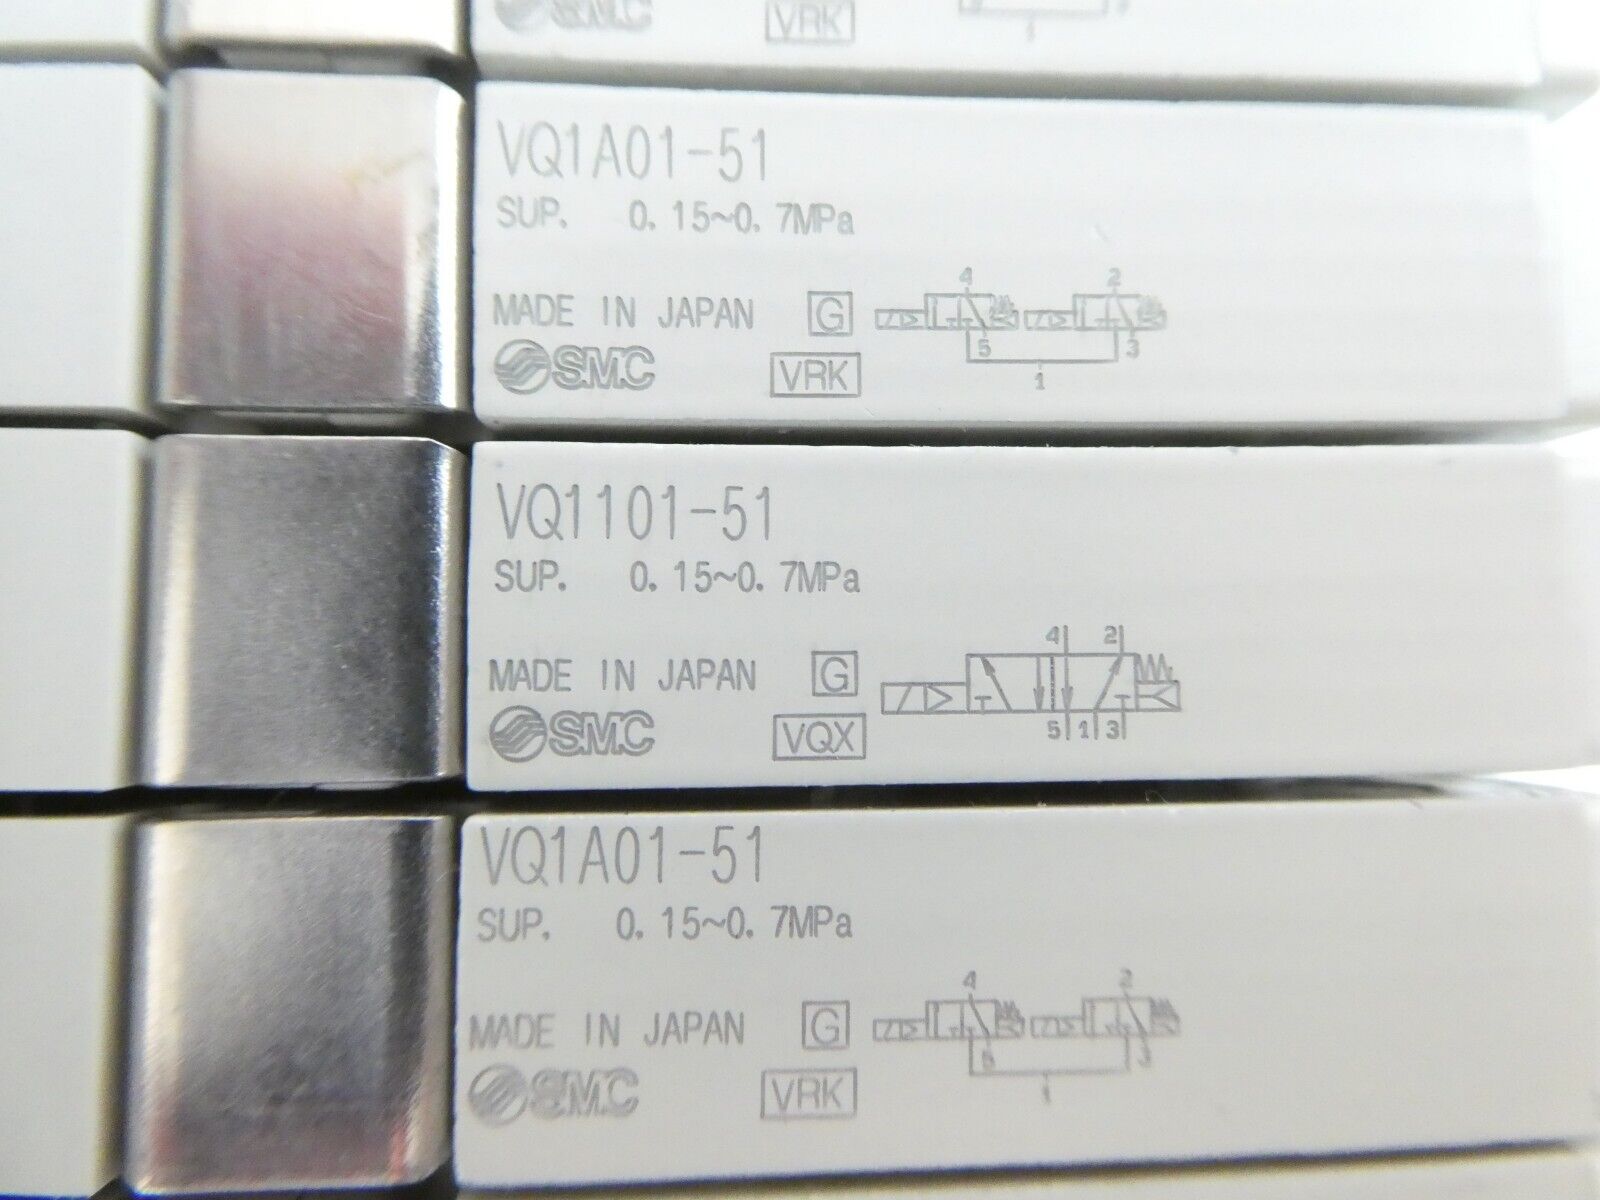 SMC VRK
1
VQ1A01-51
SUP. 0.15~0.7MPa
4 2
MADE IN JAPAN G
5 3
SMC VRK 1
VQ1101-51
SUP. 0.15~0.7MPa
4 2
MADE IN JAPAN G
SMC VQX 5 1 3
VQ1A01-51
SUP. 0.15~0.7MPa
4 2
MADE IN JAPAN G
3
SMC VRK 1